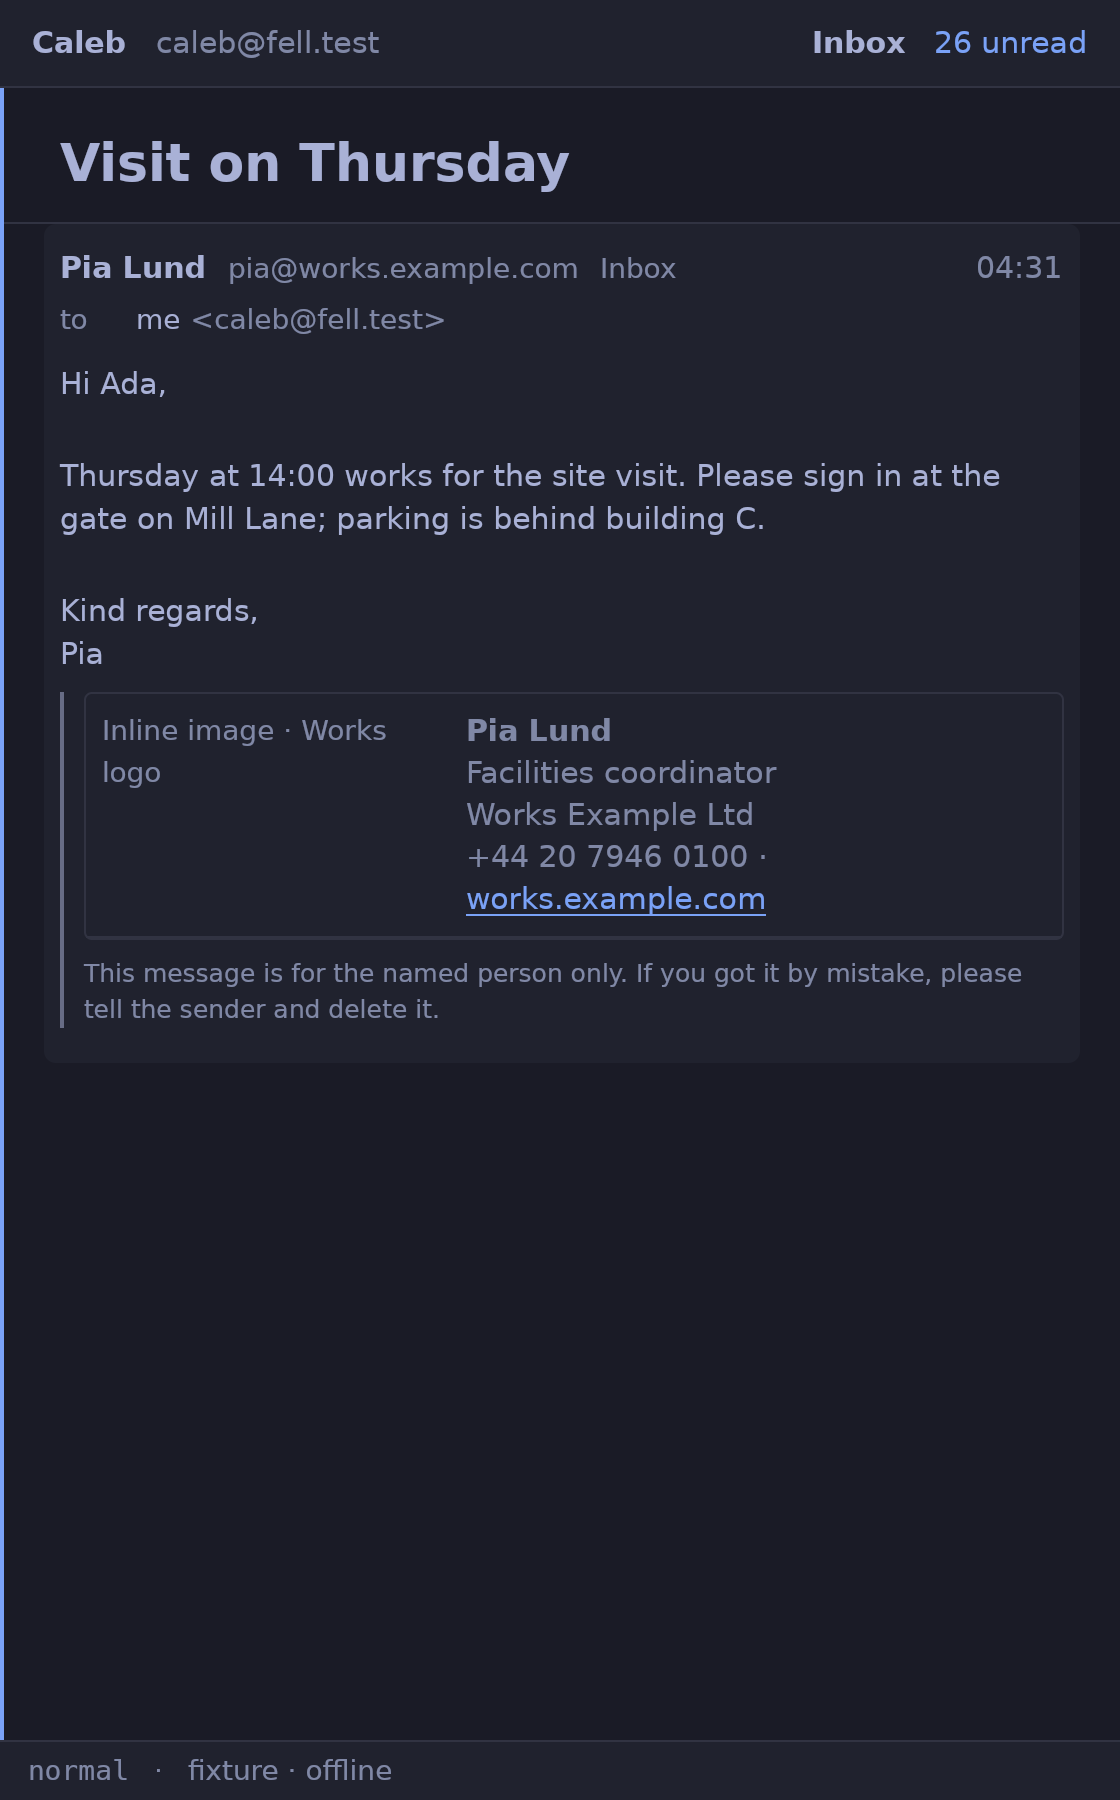 Caleb caleb@fell.test Inbox 26 unread
Visit on Thursday
Pia Lund pia@works.example.com Inbox 04:31
to me <caleb@fell.test>
Hi Ada,
Thursday at 14:00 works for the site visit. Please sign in at the
gate on Mill Lane; parking is behind building C.
Kind regards,
Pia
Inline image · Works
logo
Pia Lund
Facilities coordinator
Works Example Ltd
+44 20 7946 0100 ·
works.example.com
This message is for the named person only. If you got it by mistake, please
tell the sender and delete it.
normal · fixture · offline